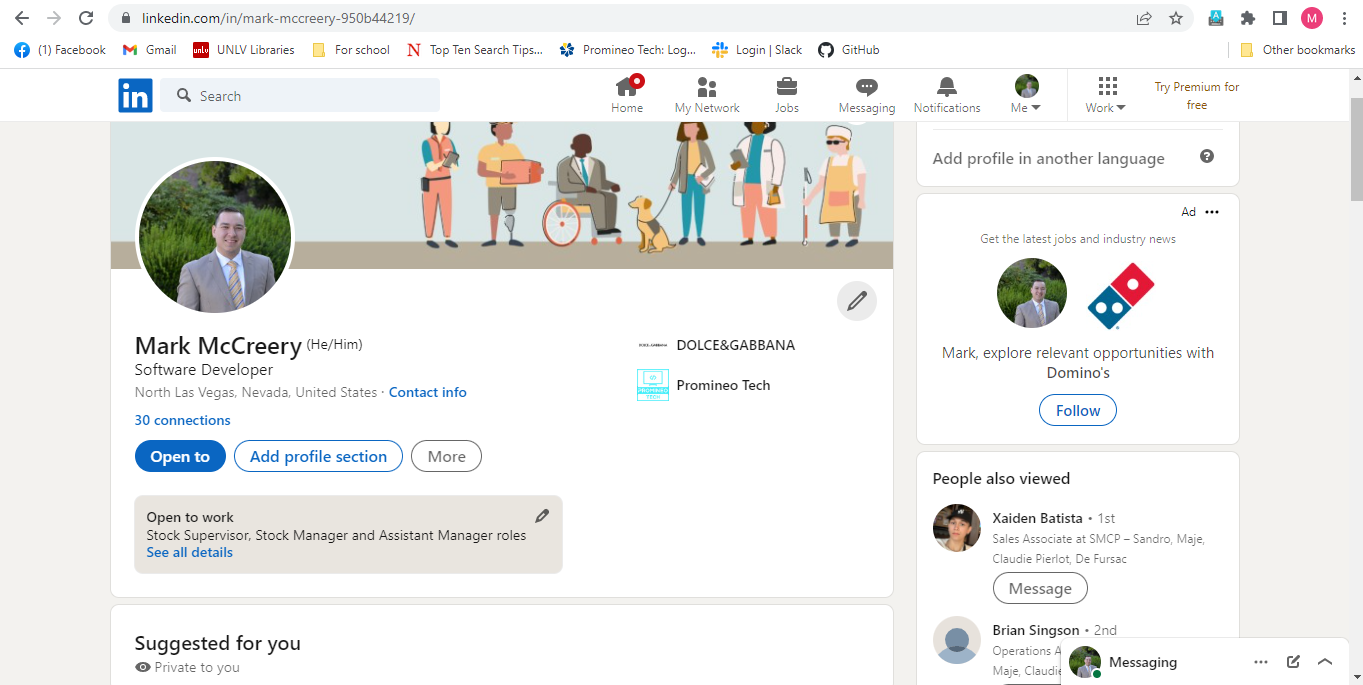 linkedin.com/in/mark-mccreery-950b44219/
M
(1) Facebook
Gmail
UNLV Libraries
For school
N Top Ten Search Tips...
Promineo Tech: Log...
Login | Slack
GitHub
Other bookmarks
in
Search
Home
My Network
Jobs
Messaging
Notifications
Me
Work
Try Premium for
free
Add profile in another language
Ad
Get the latest jobs and industry news
Mark, explore relevant opportunities with
Domino's
Follow
Mark McCreery (He/Him)
Software Developer
North Las Vegas, Nevada, United States · Contact info
30 connections
Open to
Add profile section
More
DOLCE&GABBANA
DOLCE&GABBANA
PROMINEO
TECH
Promineo Tech
Open to work
Stock Supervisor, Stock Manager and Assistant Manager roles
See all details
Suggested for you
Private to you
People also viewed
Xaiden Batista • 1st
Sales Associate at SMCP – Sandro, Maje,
Claudie Pierlot, De Fursac
Message
Brian Singson • 2nd
Operations A
Maje, Claudie
Messaging